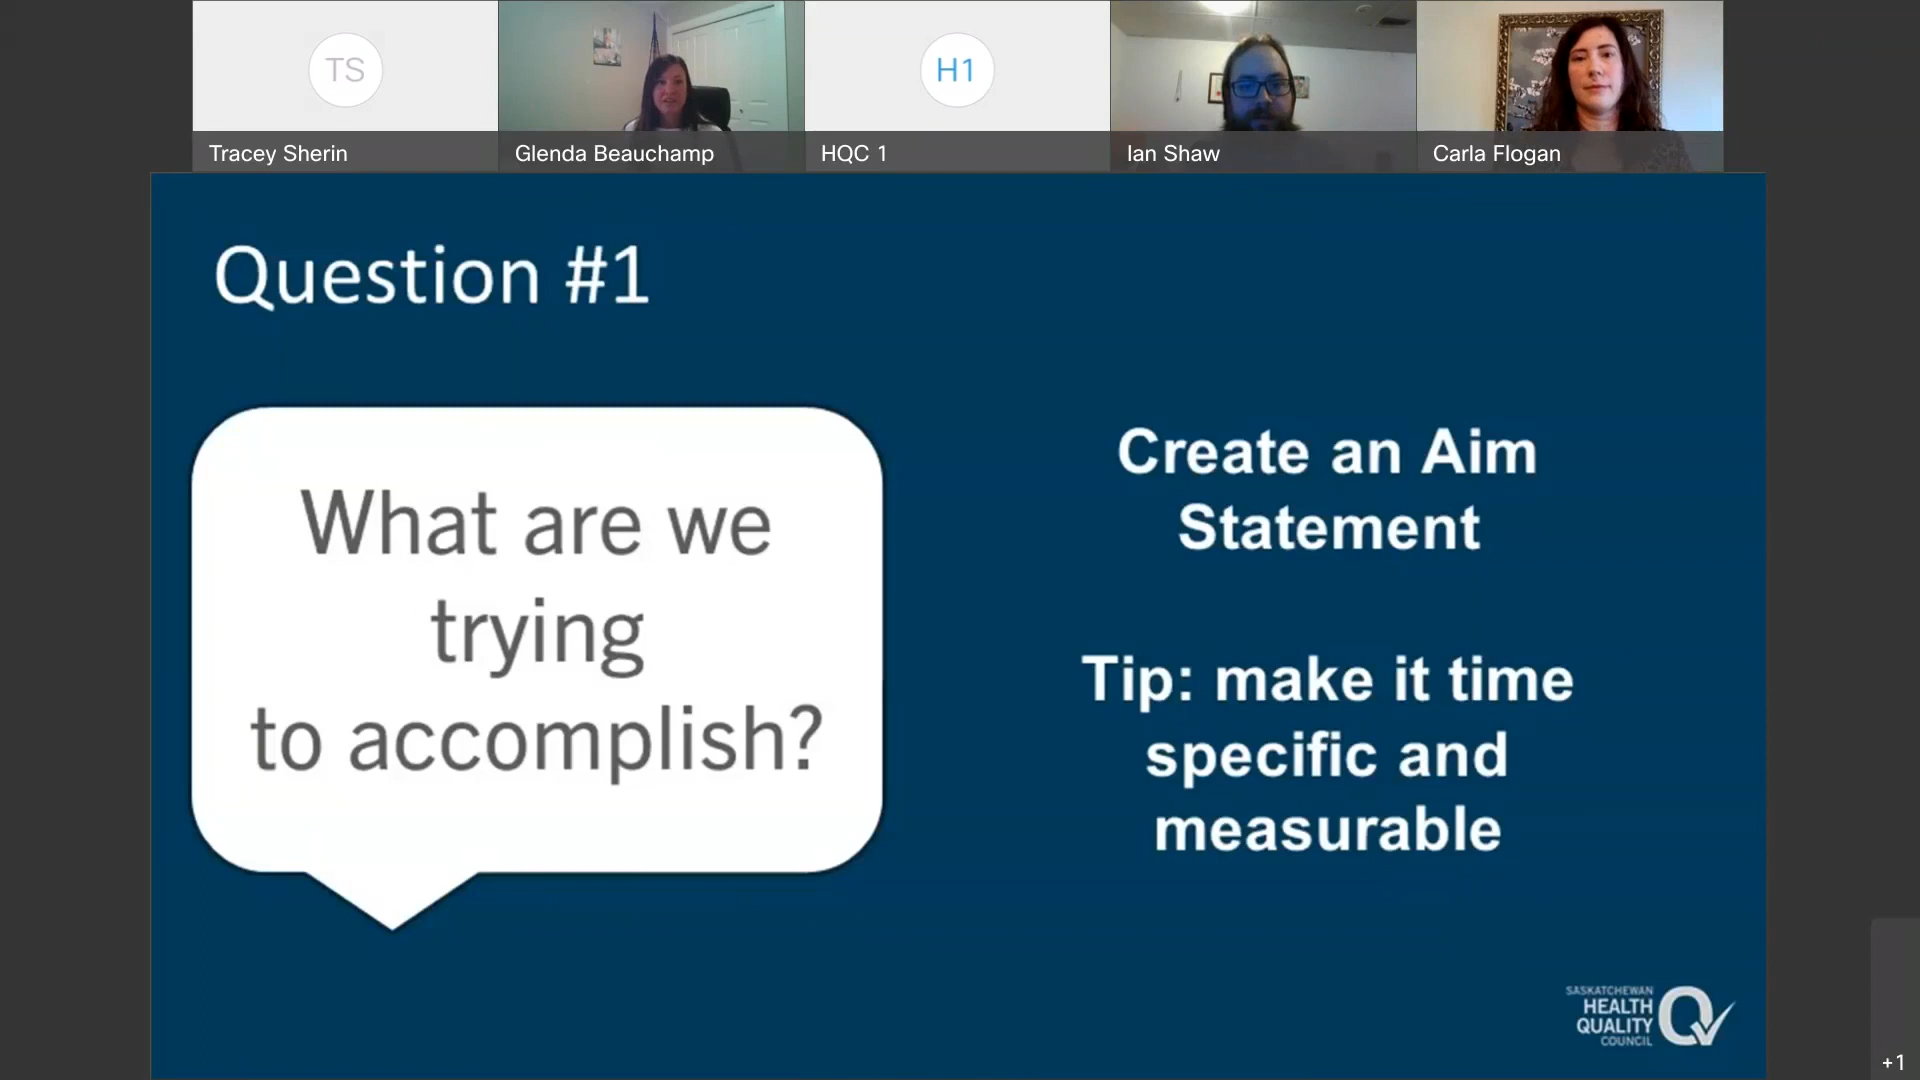 TS
H1
Tracey Sherin
Glenda Beauchamp
HQC 1
Ian Shaw
Carla Flogan
Question #1
What are we
trying
to accomplish?
Create an Aim
Statement
Tip: make it time
specific and
measurable
SASKATCHEWAN
HEALTH
QUALITY
COUNCIL
+1